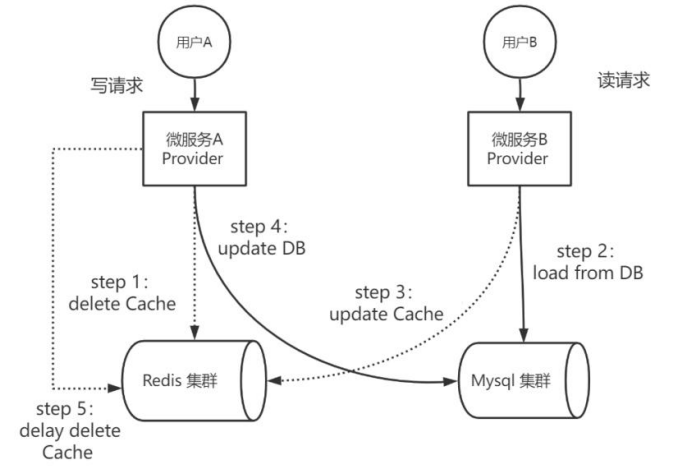 用户A
用户B
写请求
读请求
微服务A
Provider
微服务B
Provider
step 4：
update DB
step 2：
load from DB
step 1：
delete Cache
step 3：
update Cache
Redis 集群
Mysql 集群
step 5：
delay delete
Cache